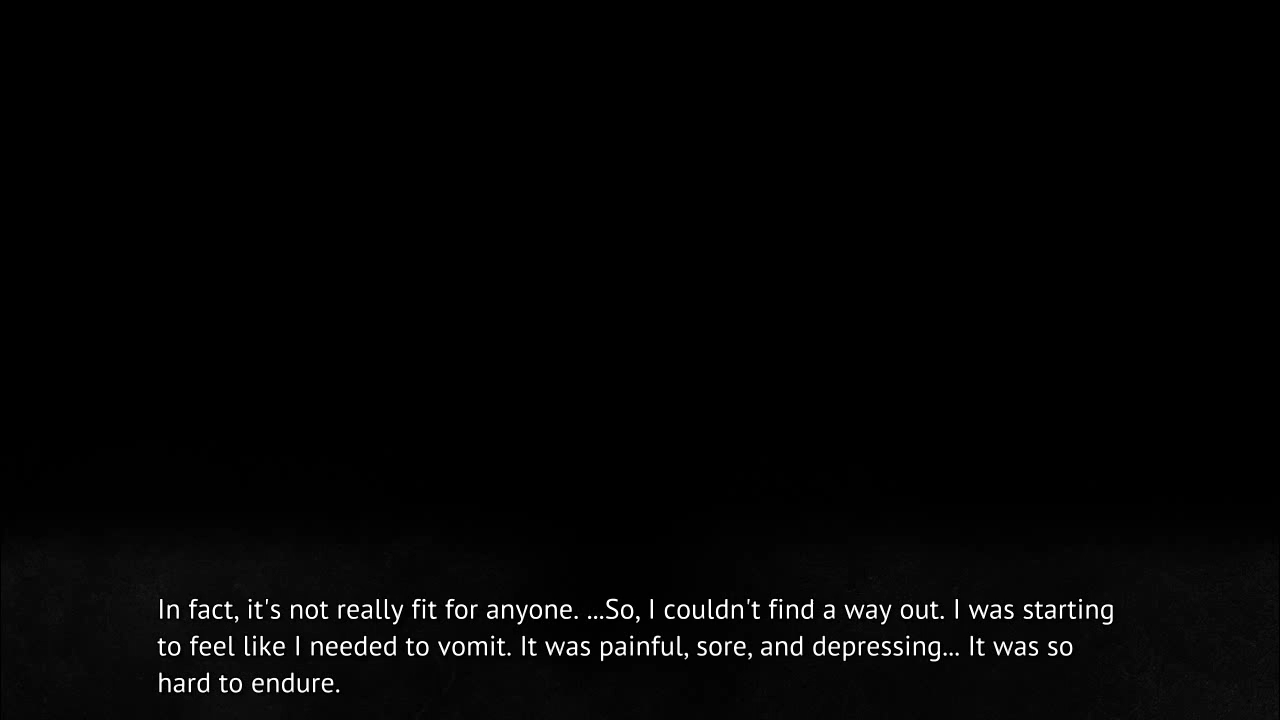 In fact, it's not really fit for anyone. ...So, I couldn't find a way out. I was starting
to feel like I needed to vomit. It was painful, sore, and depressing... It was so
hard to endure.